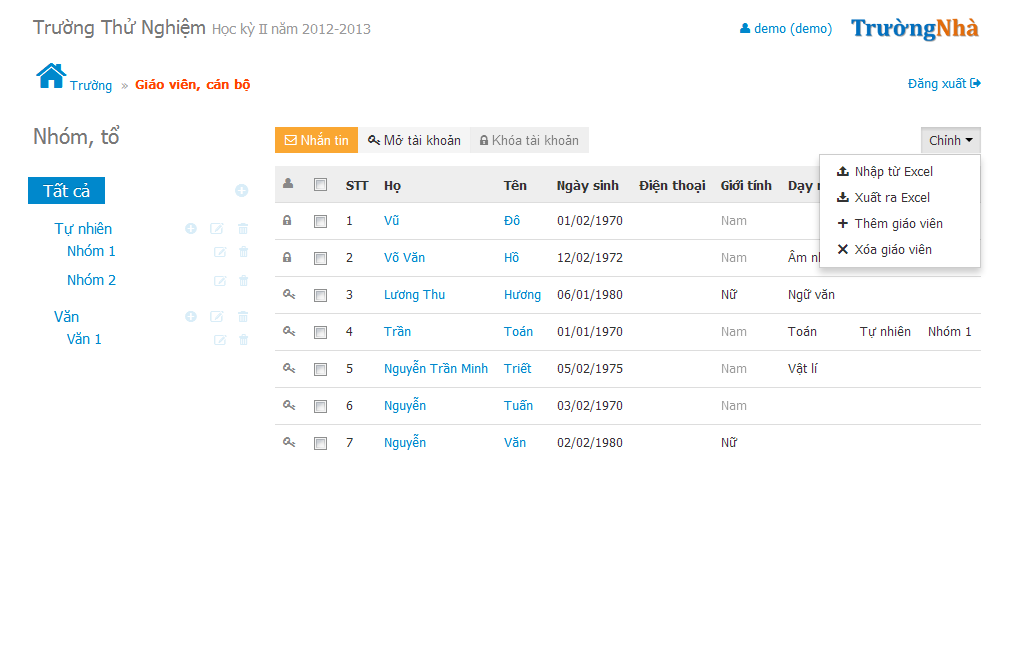 Trường Thử Nghiệm Học kỳ II năm 2012-2013
demo (demo) TrườngNhà
Trường » Giáo viên, cán bộ
Đăng xuất
Nhóm, tổ
Tất cả
Tự nhiên
Nhóm 1
Nhóm 2
Văn
Văn 1
Nhắn tin Mở tài khoản Khóa tài khoản Chính
Nhập từ Excel
Xuất ra Excel
Thêm giáo viên
Xóa giáo viên
STT Họ Tên Ngày sinh Điện thoại Giới tính Dạy
1 Vũ Đô 01/02/1970 Nam
2 Võ Văn Hồ 12/02/1972 Nam Âm
3 Lương Thu Hương 06/01/1980 Nữ Ngữ văn
4 Trần Toán 01/01/1970 Nam Toán Tự nhiên Nhóm 1
5 Nguyễn Trần Minh Triết 05/02/1975 Nam Vật lí
6 Nguyễn Tuấn 03/02/1970 Nam
7 Nguyễn Văn 02/02/1980 Nữ